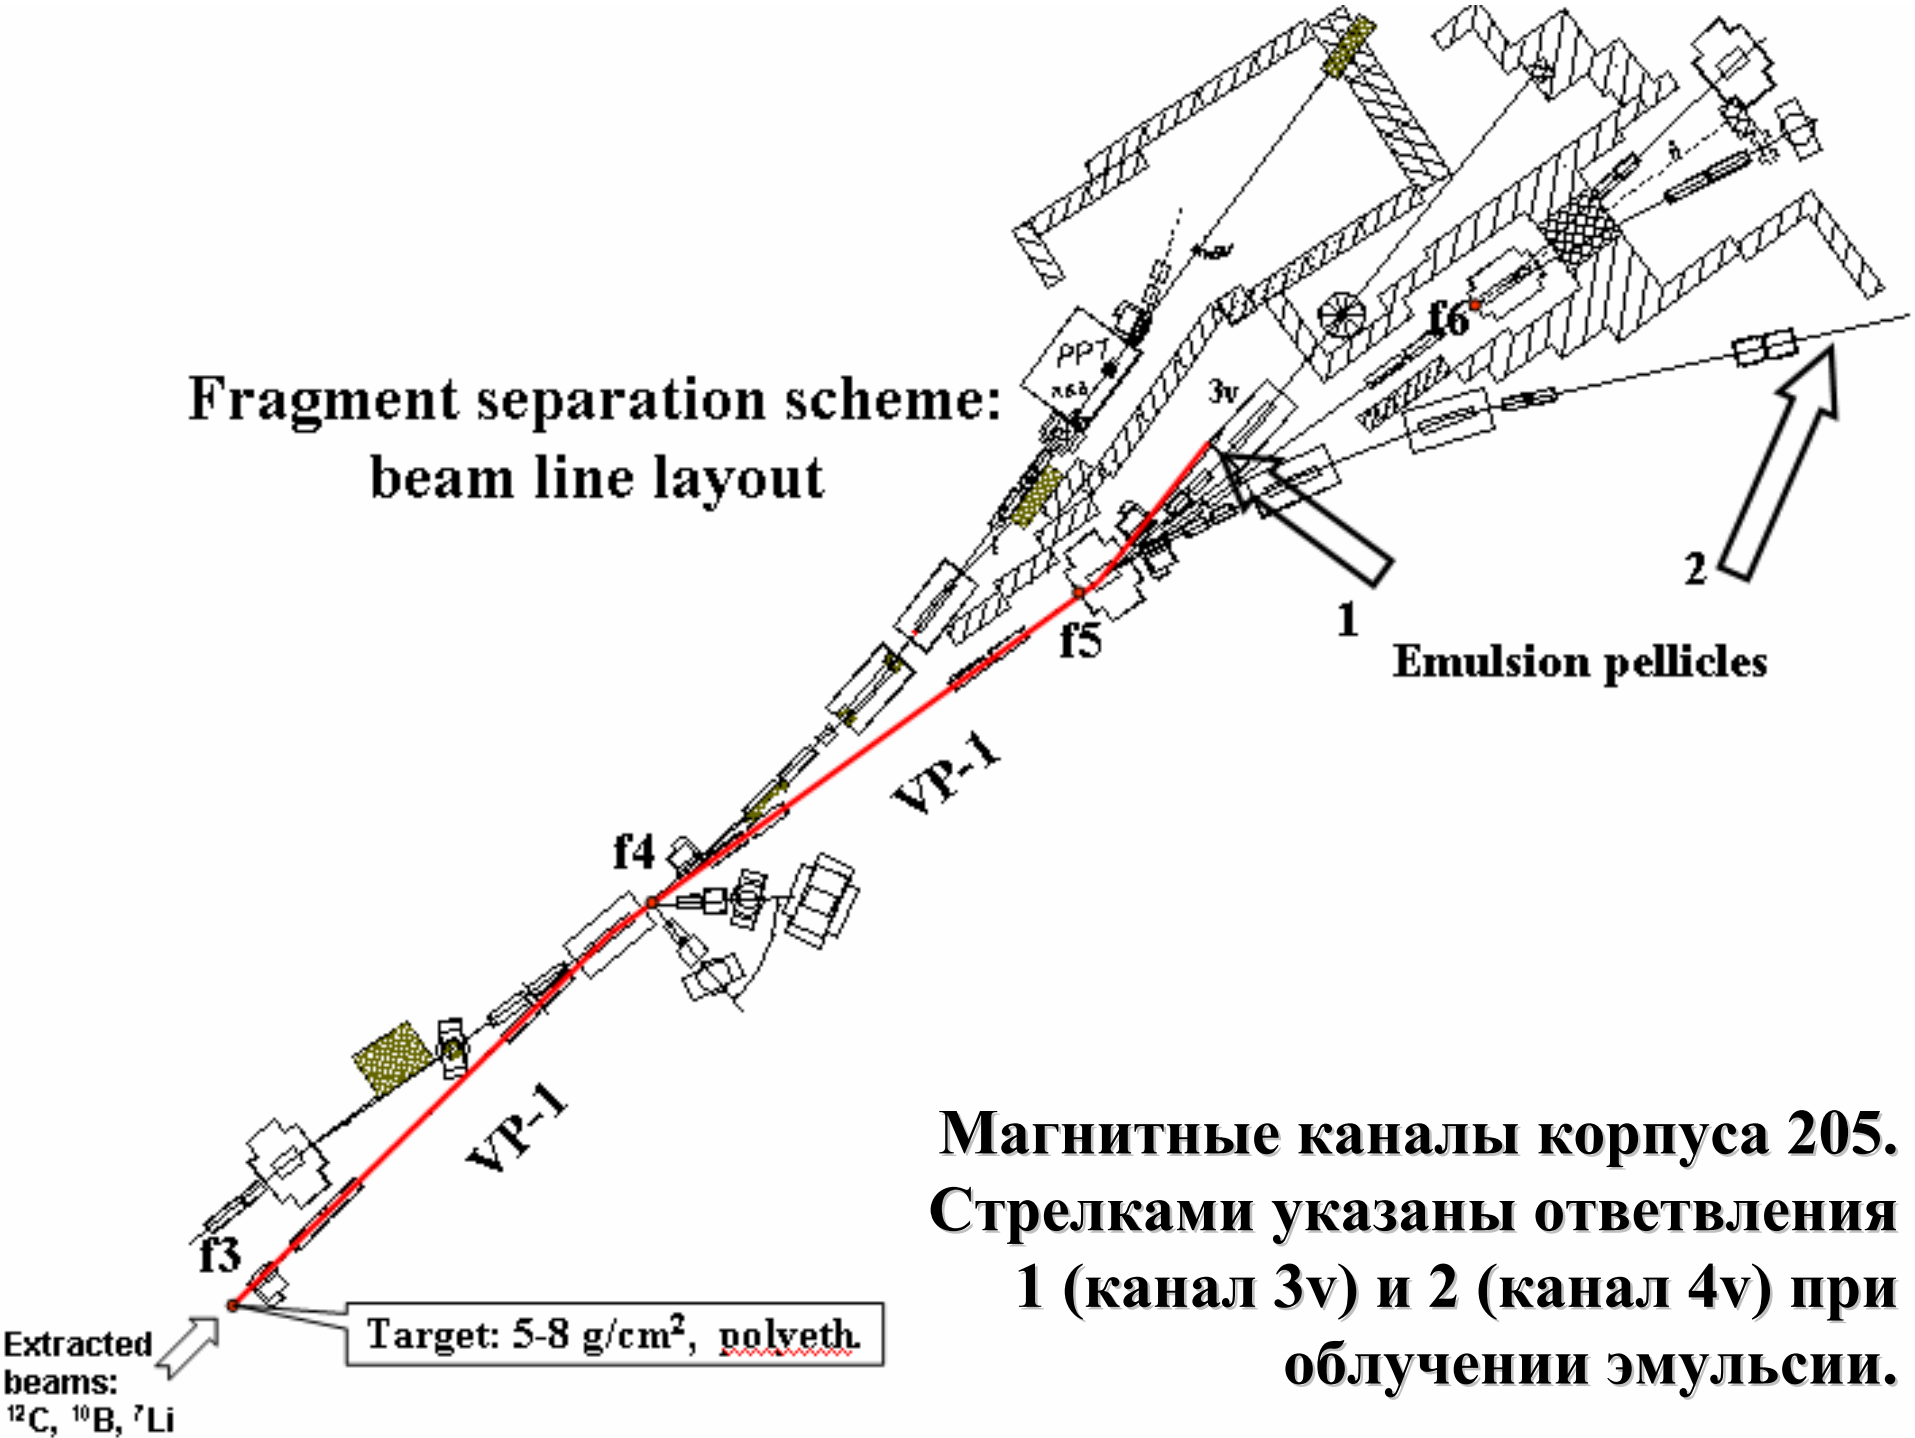 Fragment separation scheme:
beam line layout
PPT
3v
f6
1
2
Emulsion pellicles
f5
VP-1
f4
VP-1
f3
Target: 5-8 g/cm², polyeth.
Extracted
beams:
¹²C, ¹⁰B, ⁷Li
Магнитные каналы корпуса 205.
Стрелками указаны ответвления
1 (канал 3v) и 2 (канал 4v) при
облучении эмульсии.